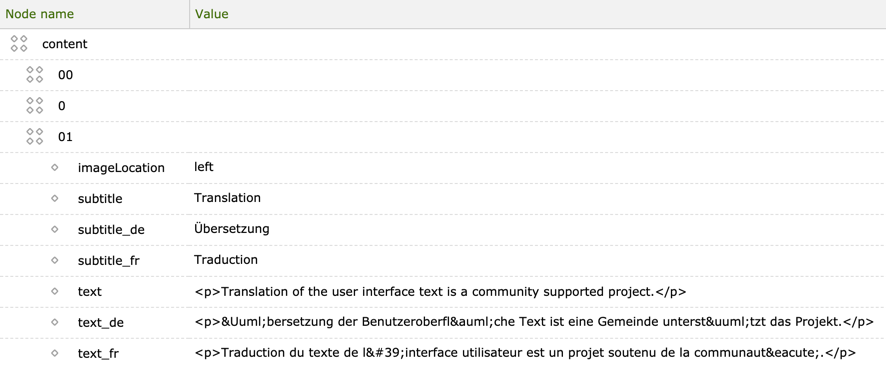 Node name Value
content
00
0
01
imageLocation left
subtitle Translation
subtitle_de Übersetzung
subtitle_fr Traduction
text <p>Translation of the user interface text is a community supported project.</p>
text_de <p>&Uuml;bersetzung der Benutzeroberfl&auml;che Text ist eine Gemeinde unterst&uuml;tzt das Projekt.</p>
text_fr <p>Traduction du texte de l&#39;interface utilisateur est un projet soutenu de la communaut&eacute;.</p>